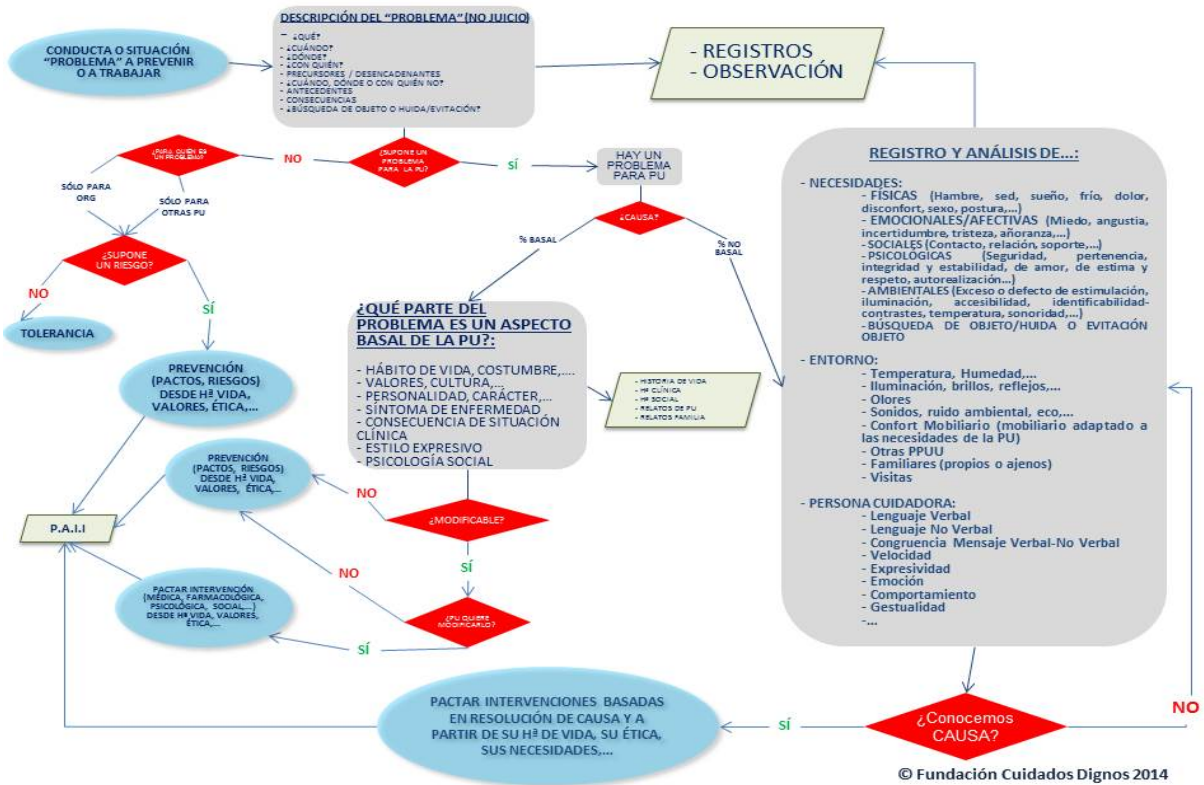 CONDUCTA O SITUACIÓN
"PROBLEMA" A PREVENIR
O A TRABAJAR
DESCRIPCIÓN DEL "PROBLEMA" (NO JUICIO)
- ¿QUÉ?
- ¿CUÁNDO?
- ¿DÓNDE?
- ¿CON QUIÉN?
- PRECURSORES / DESENCADENANTES
- ¿CUÁNDO, DÓNDE O CON QUIÉN NO?
- ANTECEDENTES
- CONSECUENCIAS
- ¿BÚSQUEDA DE OBJETO O HUIDA/EVITACIÓN?
- REGISTROS
- OBSERVACIÓN
¿PARA QUIÉN ES
UN PROBLEMA?
NO
¿SUPONE UN
PROBLEMA
PARA LA PU?
SÍ
HAY UN
PROBLEMA
PARA PU
SÓLO PARA
ORG
SÓLO PARA
OTRAS PU
¿CAUSA?
% BASAL
% NO
BASAL
¿SUPONE
UN RIESGO?
NO
SÍ
TOLERANCIA
PREVENCIÓN
(PACTOS, RIESGOS)
DESDE Hª VIDA,
VALORES, ÉTICA,...
¿QUÉ PARTE DEL
PROBLEMA ES UN ASPECTO
BASAL DE LA PU?:
- HÁBITO DE VIDA, COSTUMBRE,....
- VALORES, CULTURA,...
- PERSONALIDAD, CARÁCTER,...
- SÍNTOMA DE ENFERMEDAD
- CONSECUENCIA DE SITUACIÓN
CLÍNICA
- ESTILO EXPRESIVO
- PSICOLOGÍA SOCIAL
- HISTORIA DE VIDA
- Hª CLÍNICA
- Hª SOCIAL
- RELATOS DE PU
- RELATOS FAMILIA
PREVENCIÓN
(PACTOS, RIESGOS)
DESDE Hª VIDA,
VALORES, ÉTICA,...
NO
¿MODIFICABLE?
P.A.I.I
SÍ
NO
PACTAR INTERVENCIÓN
(MÉDICA, FARMACOLÓGICA,
PSICOLÓGICA, SOCIAL,...)
DESDE Hª VIDA, VALORES,
ÉTICA,...
¿PU QUIERE
MODIFICARLO?
SÍ
REGISTRO Y ANÁLISIS DE...:
- NECESIDADES:
- FÍSICAS (Hambre, sed, sueño, frío, dolor,
disconfort, sexo, postura,...)
- EMOCIONALES/AFECTIVAS (Miedo, angustia,
incertidumbre, tristeza, añoranza,...)
- SOCIALES (Contacto, relación, soporte,...)
- PSICOLÓGICAS (Seguridad, pertenencia,
integridad y estabilidad, de amor, de estima y
respeto, autorealización...)
- AMBIENTALES (Exceso o defecto de estimulación,
iluminación, accesibilidad, identificabilidad-
contrastes, temperatura, sonoridad,...)
- BÚSQUEDA DE OBJETO/HUIDA O EVITACIÓN
OBJETO
- ENTORNO:
- Temperatura, Humedad,...
- Iluminación, brillos, reflejos,...
- Olores
- Sonidos, ruido ambiental, eco,...
- Confort Mobiliario (mobiliario adaptado a
las necesidades de la PU)
- Otras PPUU
- Familiares (propios o ajenos)
- Visitas
- PERSONA CUIDADORA:
- Lenguaje Verbal
- Lenguaje No Verbal
- Congruencia Mensaje Verbal-No Verbal
- Velocidad
- Expresividad
- Emoción
- Comportamiento
- Gestualidad
-...
PACTAR INTERVENCIONES BASADAS
EN RESOLUCIÓN DE CAUSA Y A
PARTIR DE SU Hª DE VIDA, SU ÉTICA,
SUS NECESIDADES,...
SÍ
¿Conocemos
CAUSA?
NO
© Fundación Cuidados Dignos 2014